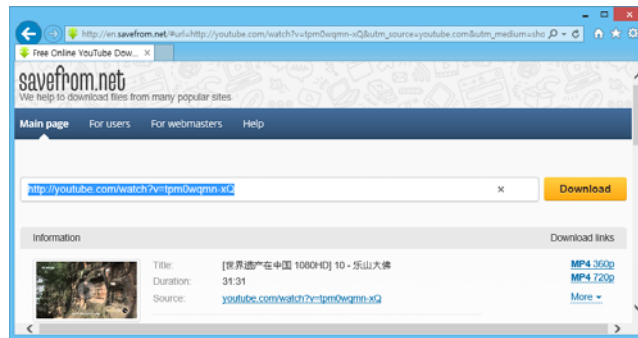 http://en.savefrom.net/#url=http://youtube.com/watch?v=tpm0wqmn-xQ&utm_source=youtube.com&utm_medium=sho
Free Online YouTube Dow...
savefrom.net
We help to download files from many popular sites
Main page For users For webmasters Help
http://youtube.com/watch?v=tpm0wqmn-xQ × Download
Information Download links
Title: [世界遗产在中国 1080HD] 10 - 乐山大佛 MP4 360p
Duration: 31:31 MP4 720p
Source: youtube.com/watch?v=tpm0wqmn-xQ More